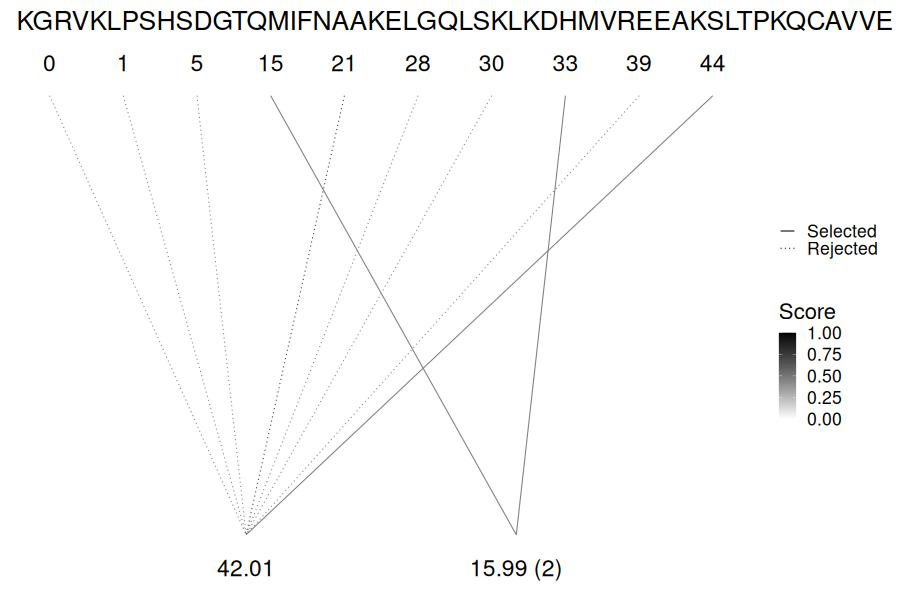 KGRVKLPSHSDGTQMIFNAAKELGQLSKLKDHMVREEAKSLTPKQCAVVE
0 1 5 15 21 28 30 33 39 44
Selected
Rejected
Score
1.00
0.75
0.50
0.25
0.00
42.01 15.99 (2)